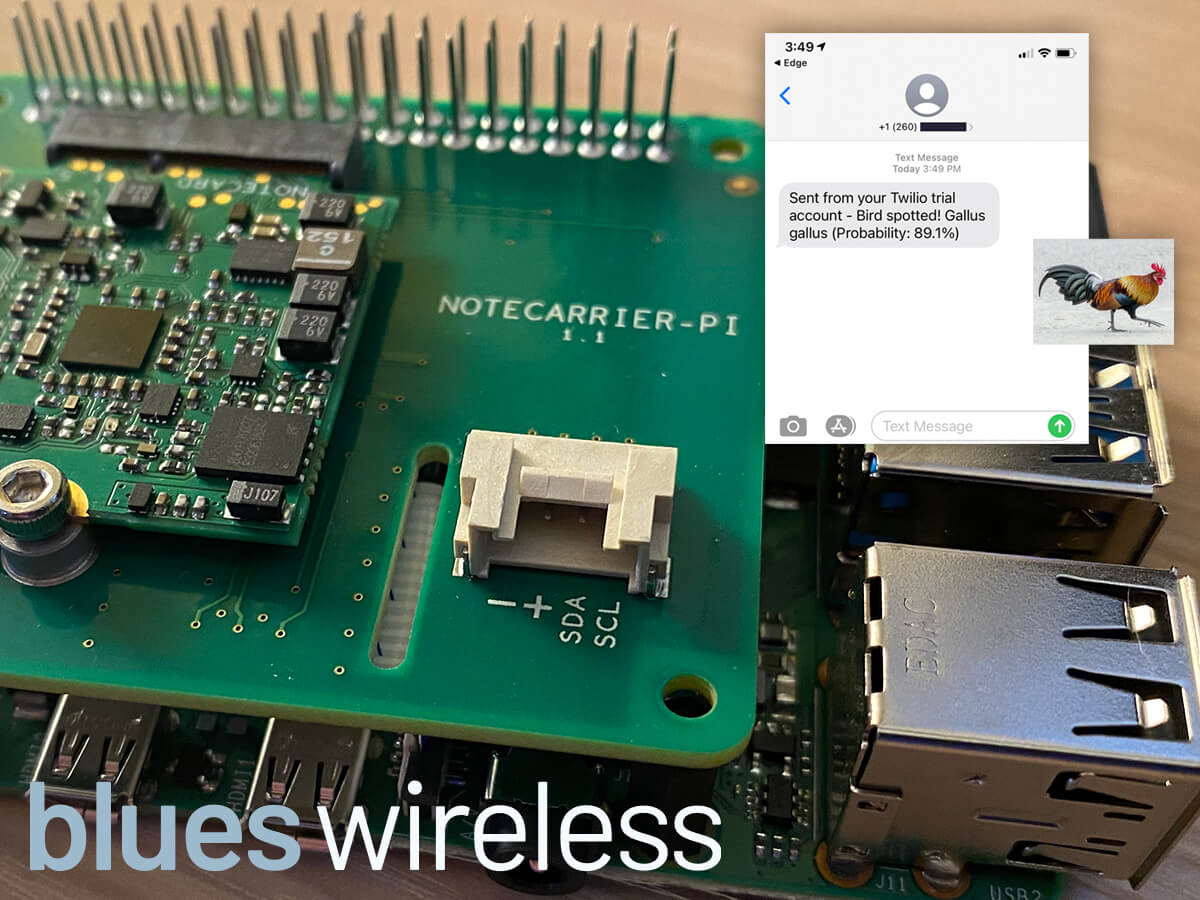 3:49
Edge
+1 (260)
Text Message
Today 3:49 PM
Sent from your Twilio trial
account - Bird spotted! Gallus
gallus (Probability: 89.1%)
Text Message
NOTECARD
220
6V
C
152
220
6V
220
6V
NOTECARRIER-PI
1.1
J107
− +
SDA
SCL
EDAC
HDMI1
J11
USB2
blues wireless